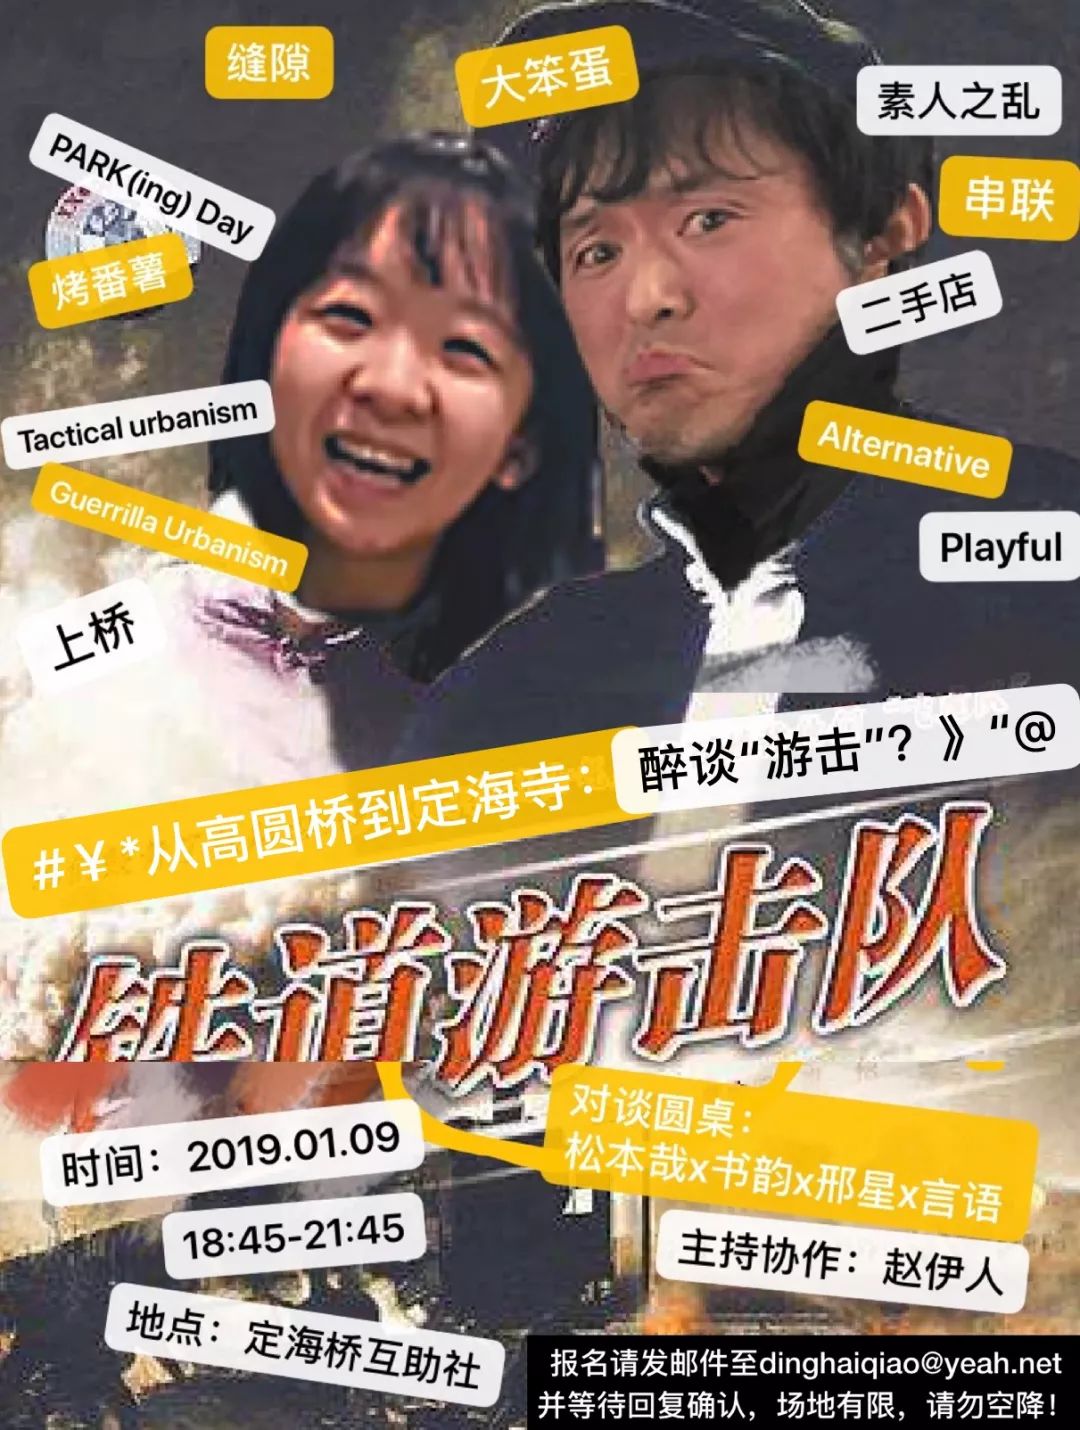 缝隙
大笨蛋
素人之乱
PARK(ing) Day
串联
烤番薯
二手店
Tactical urbanism
Alternative
Guerrilla Urbanism
Playful
上桥
#￥*从高圆桥到定海寺：醉谈“游击”？》“@
铁道游击队
对谈圆桌：
松本哉x书韵x邢星x言语
时间：2019.01.09
18:45-21:45
主持协作：赵伊人
地点：定海桥互助社
报名请发邮件至dinghaiqiao@yeah.net
并等待回复确认，场地有限，请勿空降！